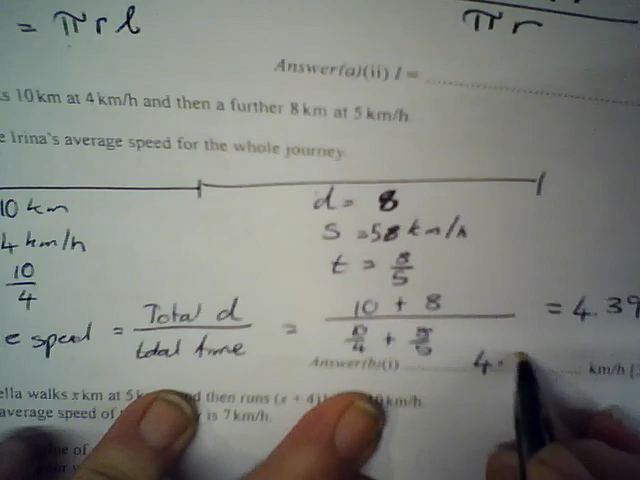 = πrl
πr
Answer(a)(ii) l =
10 km at 4 km/h and then a further 8 km at 5 km/h.
Irina's average speed for the whole journey.
10 km
d = 8
4 km/h
s = 58 km/h
10/4
t = 8/5
e speed = Total d / total time = 10 + 8 / 10/4 + 8/5 = 4.39
Answer(b)(i) 4. km/h
ella walks x km at 5 and then runs (x + 4) km/h.
average speed of is 7 km/h.